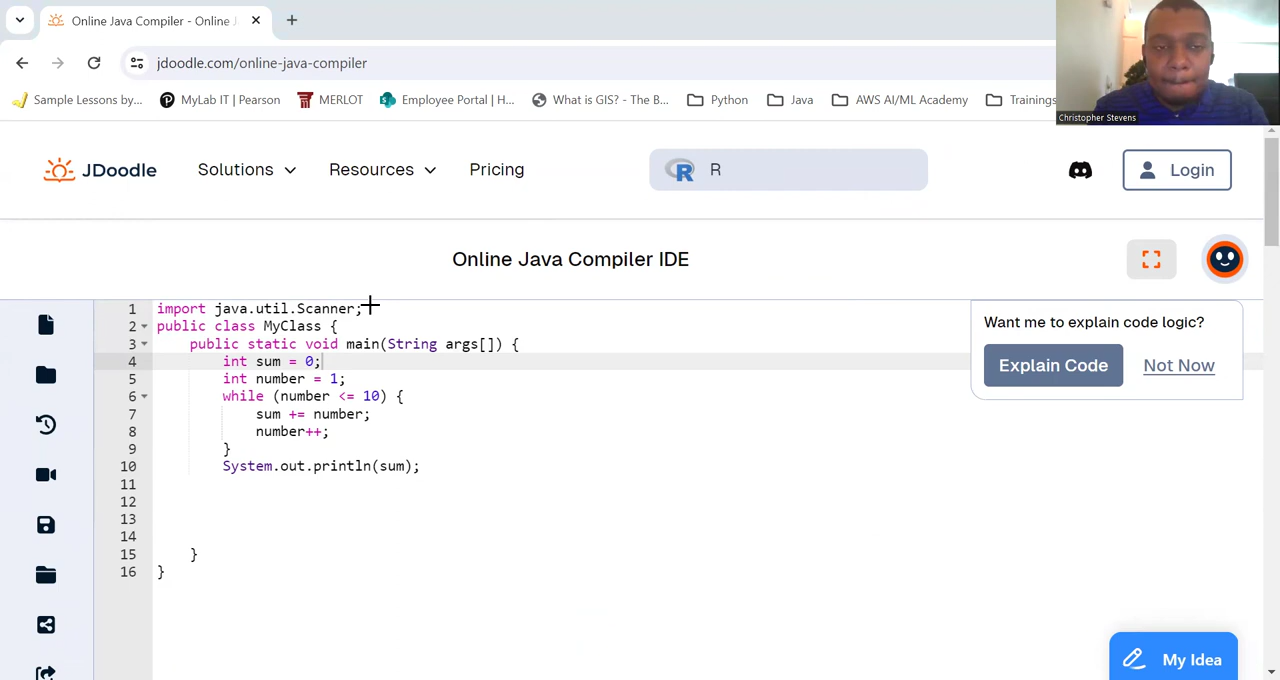 Online Java Compiler - Online J
jdoodle.com/online-java-compiler
Sample Lessons by... MyLab IT | Pearson MERLOT Employee Portal | H... What is GIS? - The B... Python Java AWS AI/ML Academy Trainings
Christopher Stevens
JDoodle Solutions Resources Pricing R Login
Online Java Compiler IDE
Want me to explain code logic?
Explain Code Not Now
1 import java.util.Scanner;
2 public class MyClass {
3 public static void main(String args[]) {
4 int sum = 0;
5 int number = 1;
6 while (number <= 10) {
7 sum += number;
8 number++;
9 }
10 System.out.println(sum);
11
12
13
14
15 }
16 }
My Idea